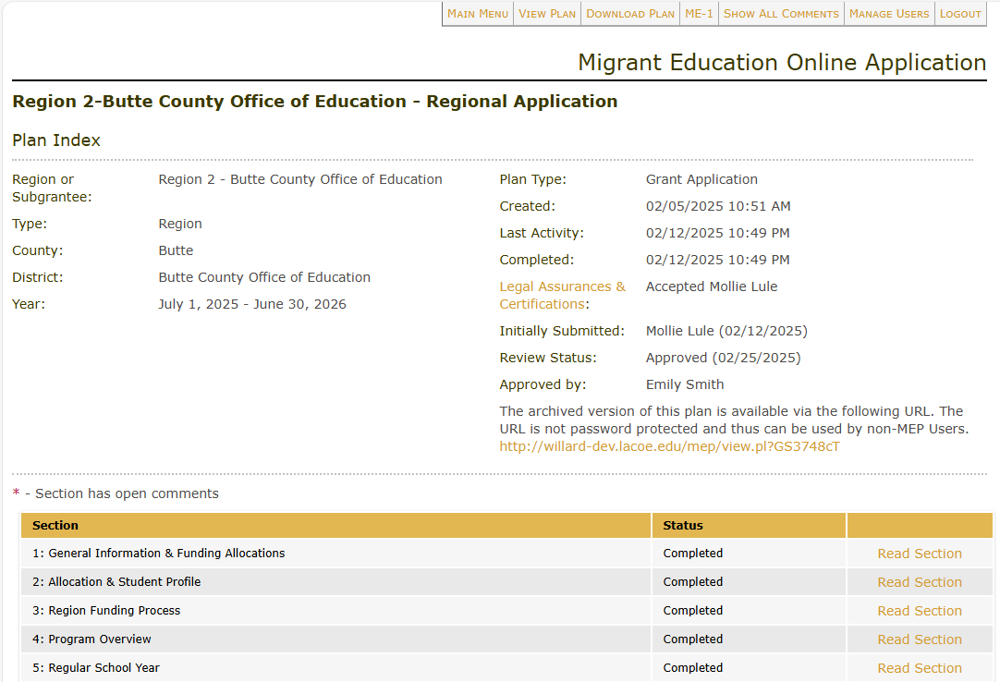 MAIN MENU VIEW PLAN DOWNLOAD PLAN ME-1 SHOW ALL COMMENTS MANAGE USERS LOGOUT
Migrant Education Online Application
Region 2-Butte County Office of Education - Regional Application
Plan Index
Region or
Subgrantee:
Region 2 - Butte County Office of Education
Type: Region
County: Butte
District: Butte County Office of Education
Year: July 1, 2025 - June 30, 2026
Plan Type: Grant Application
Created: 02/05/2025 10:51 AM
Last Activity: 02/12/2025 10:49 PM
Completed: 02/12/2025 10:49 PM
Legal Assurances &
Certifications:
Accepted Mollie Lule
Initially Submitted: Mollie Lule (02/12/2025)
Review Status: Approved (02/25/2025)
Approved by: Emily Smith
The archived version of this plan is available via the following URL. The
URL is not password protected and thus can be used by non-MEP Users.
http://willard-dev.lacoe.edu/mep/view.pl?GS3748cT
* - Section has open comments
Section Status
1: General Information & Funding Allocations Completed Read Section
2: Allocation & Student Profile Completed Read Section
3: Region Funding Process Completed Read Section
4: Program Overview Completed Read Section
5: Regular School Year Completed Read Section